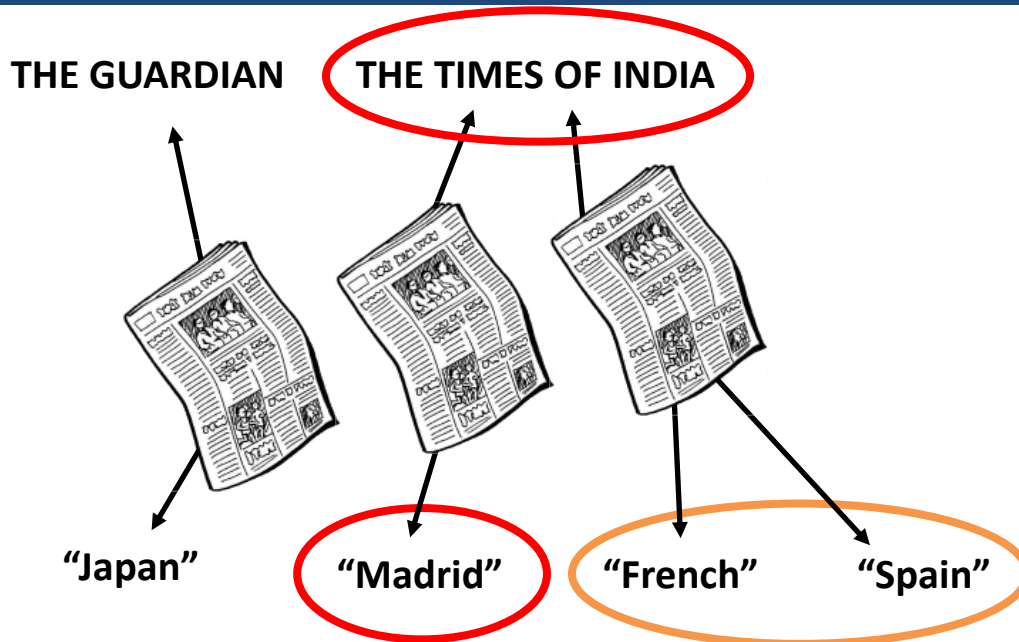 THE GUARDIAN THE TIMES OF INDIA
“Japan” “Madrid” “French” “Spain”